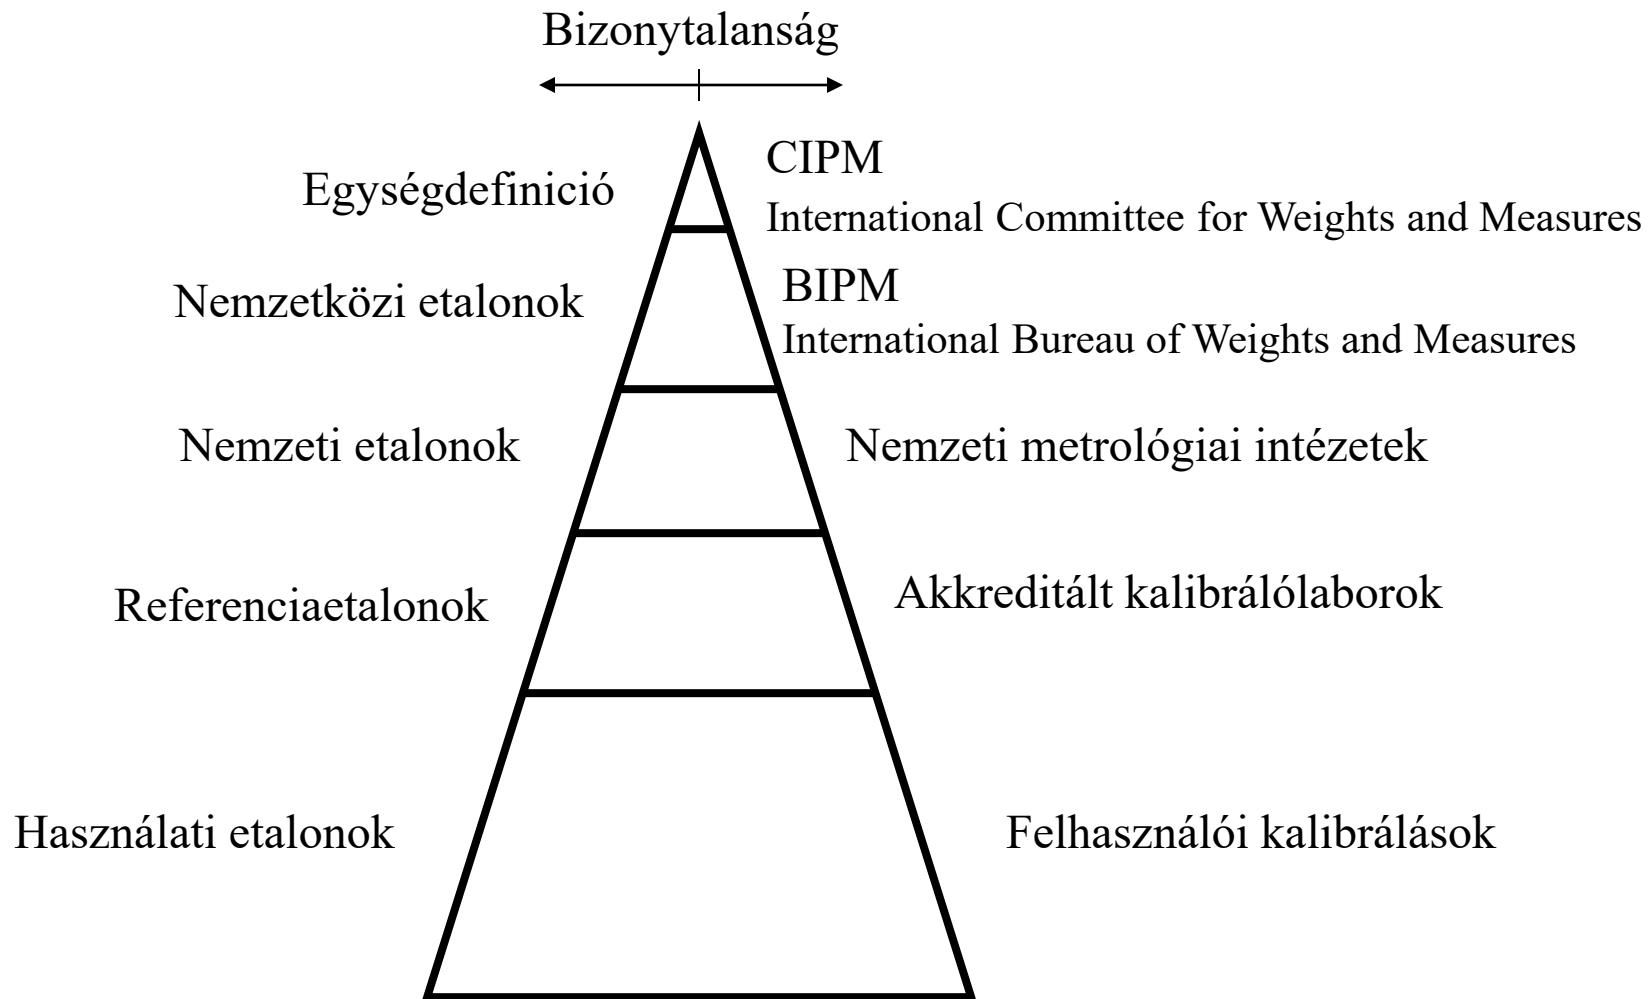 Bizonytalanság
Egységdefinició
CIPM
International Committee for Weights and Measures
Nemzetközi etalonok
BIPM
International Bureau of Weights and Measures
Nemzeti etalonok
Nemzeti metrológiai intézetek
Referenciaetalonok
Akkreditált kalibrálólaborok
Használati etalonok
Felhasználói kalibrálások